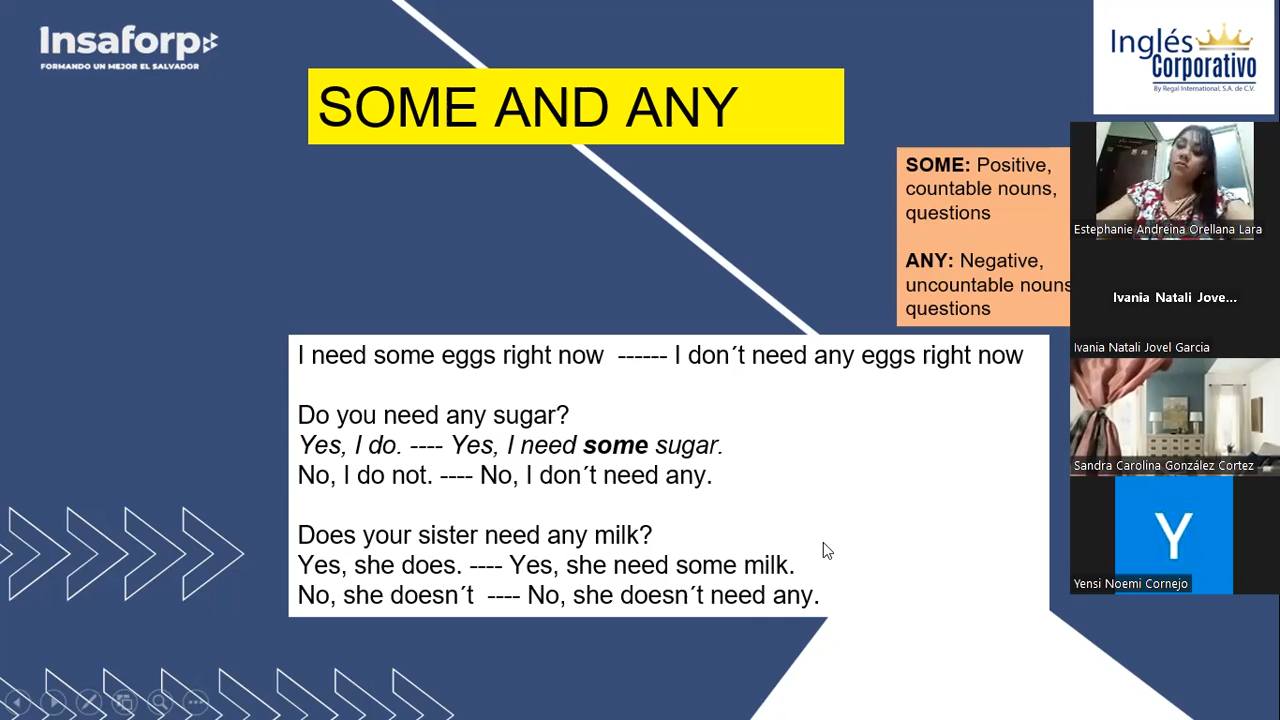 Insaforp
FORMANDO UN MEJOR EL SALVADOR
Inglés
Corporativo
By Regal International, S.A. de C.V.
SOME AND ANY
SOME: Positive,
countable nouns,
questions
ANY: Negative,
uncountable nouns
questions
I need some eggs right now ------ I don´t need any eggs right now
Do you need any sugar?
Yes, I do. ---- Yes, I need some sugar.
No, I do not. ---- No, I don´t need any.
Does your sister need any milk?
Yes, she does. ---- Yes, she need some milk.
No, she doesn´t ---- No, she doesn´t need any.
Estephanie Andreina Orellana Lara
Ivania Natali Jove...
Ivania Natali Jovel Garcia
Sandra Carolina González Cortez
Y
Yensi Noemi Cornejo